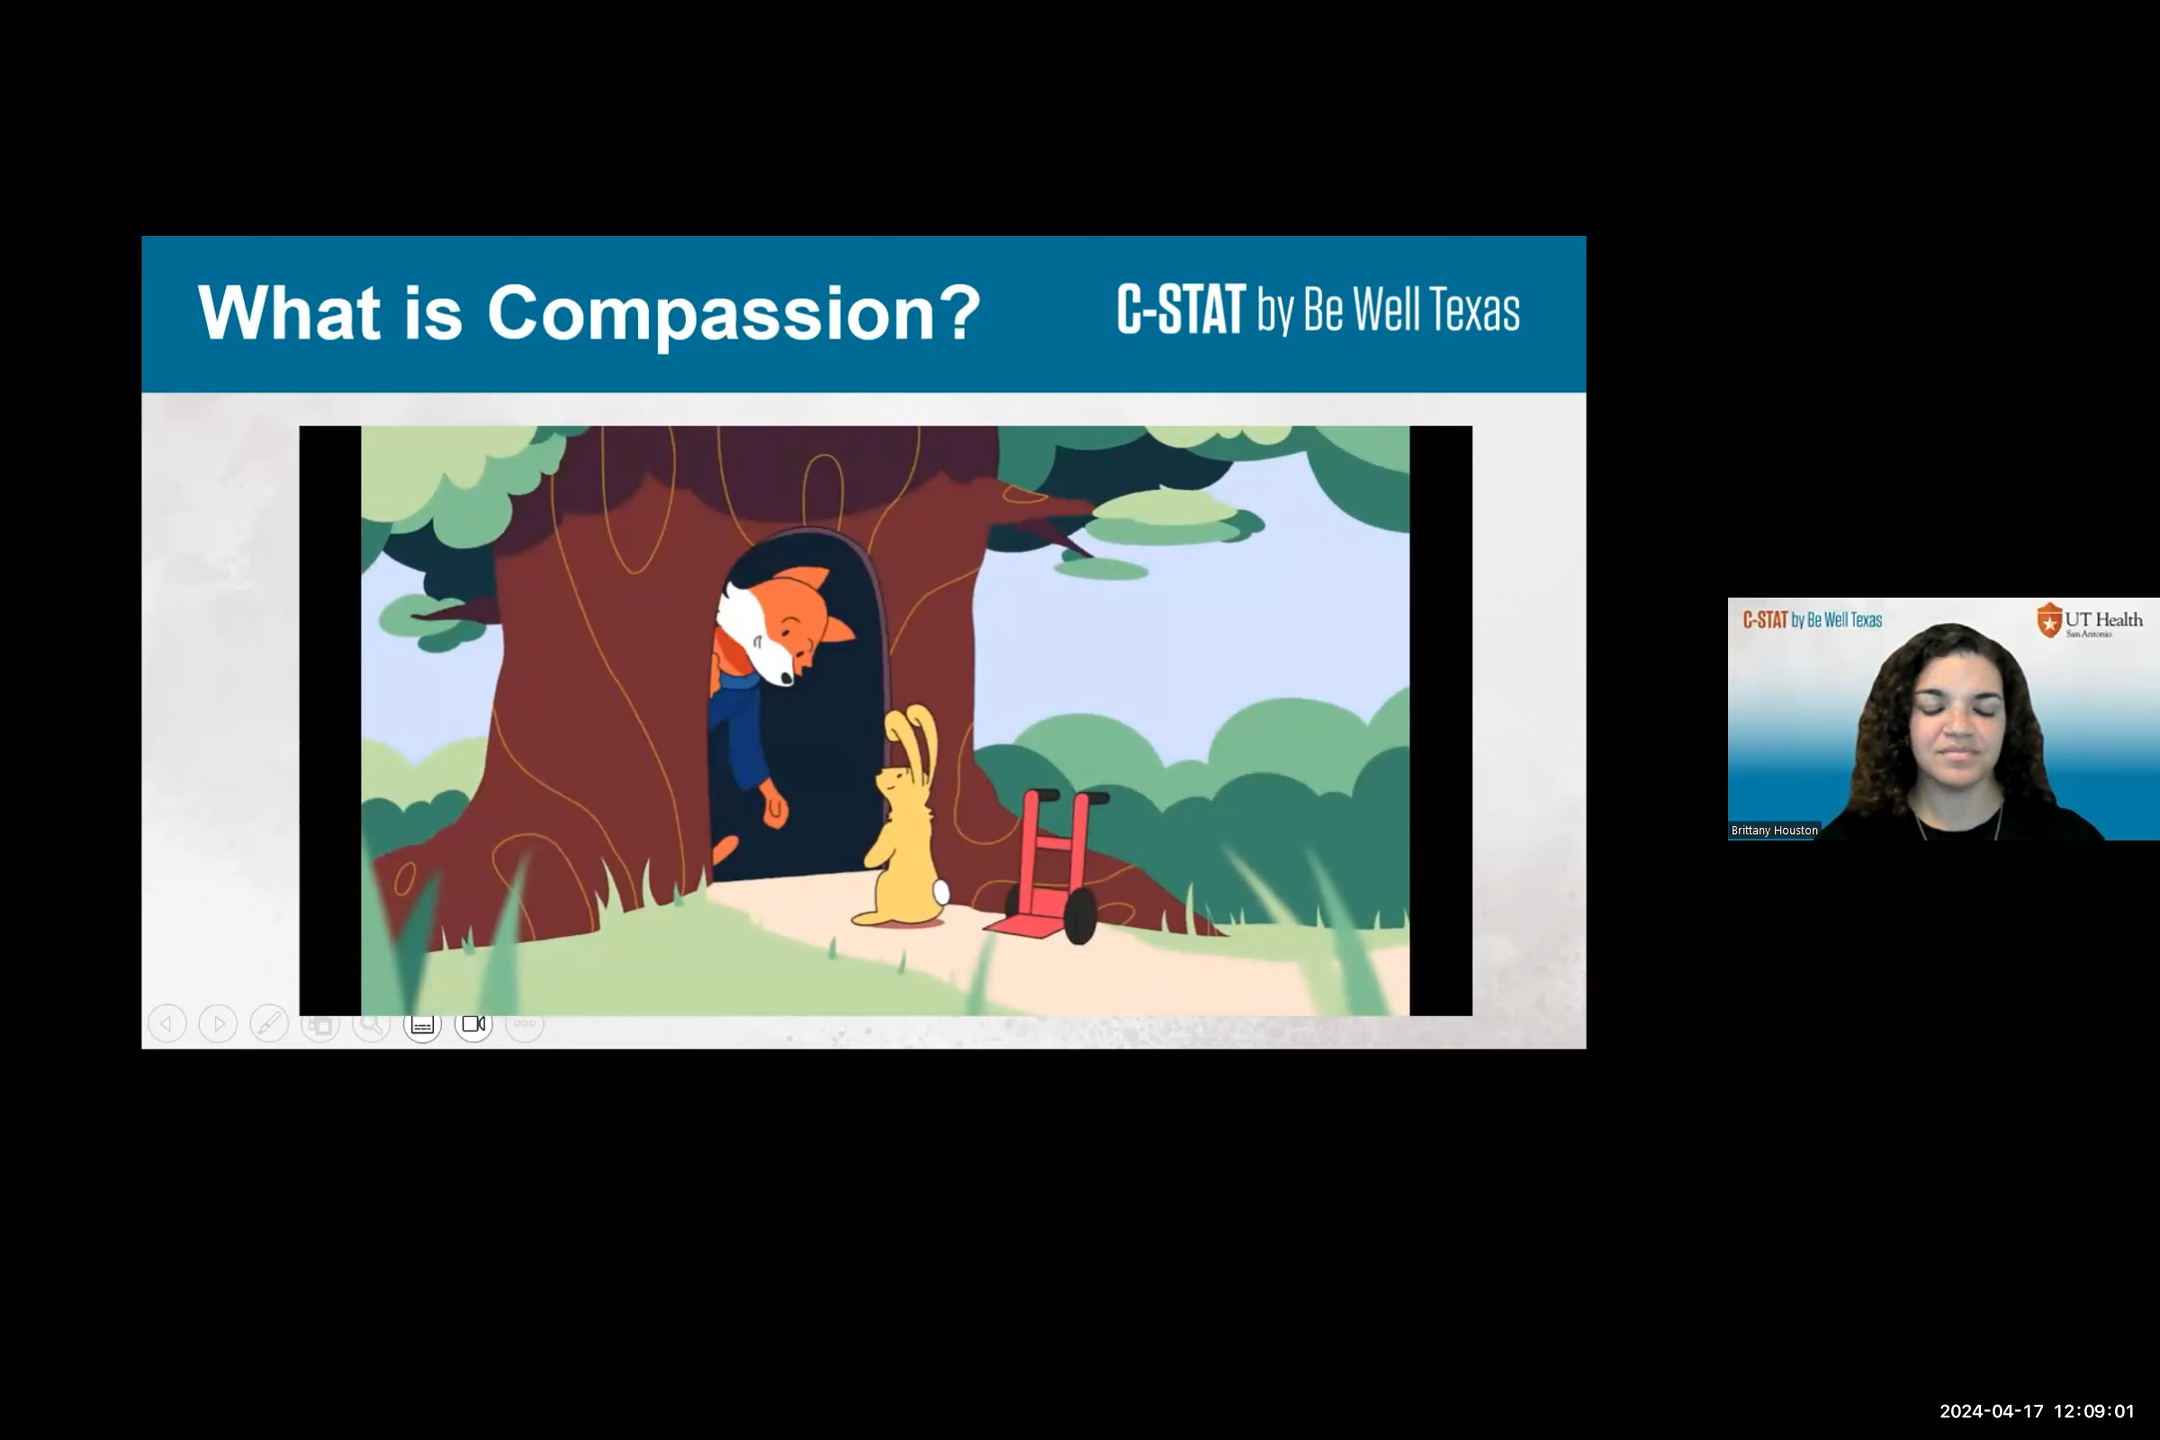 What is Compassion?
C-STAT by Be Well Texas
C-STAT by Be Well Texas
UT Health
San Antonio
Brittany Houston
2024-04-17 12:09:01